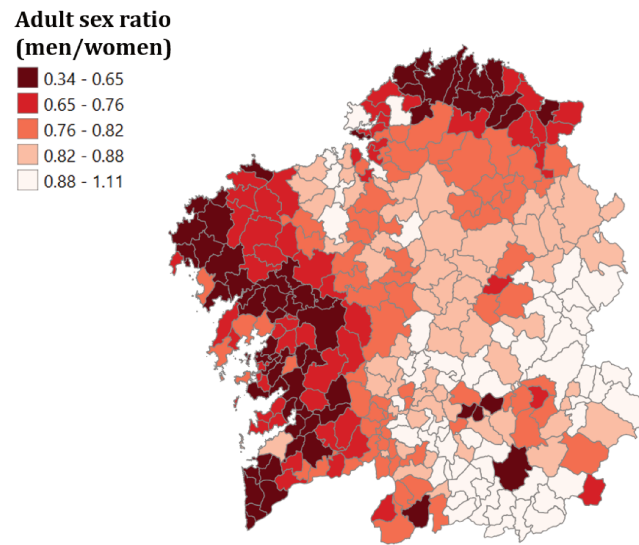 Adult sex ratio
(men/women)
0.34 - 0.65
0.65 - 0.76
0.76 - 0.82
0.82 - 0.88
0.88 - 1.11